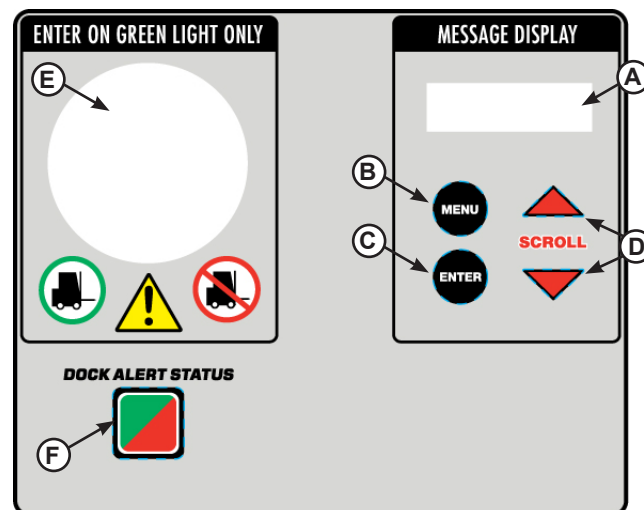 ENTER ON GREEN LIGHT ONLY
E
DOCK ALERT STATUS
F
MESSAGE DISPLAY
A
B
MENU
C
ENTER
SCROLL
D